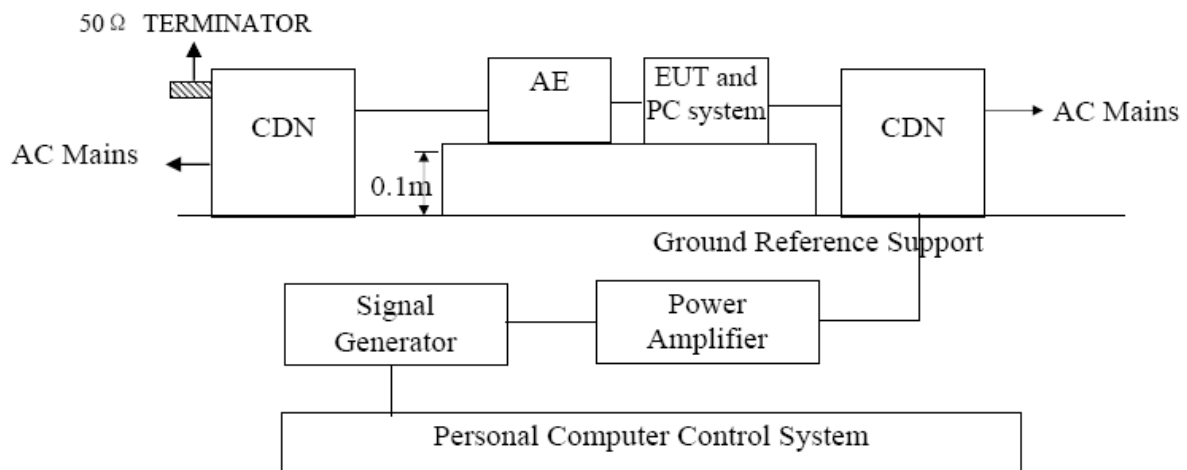 50Ω TERMINATOR
CDN
AC Mains
AE
EUT and
PC system
CDN
AC Mains
0.1m
Ground Reference Support
Signal
Generator
Power
Amplifier
Personal Computer Control System